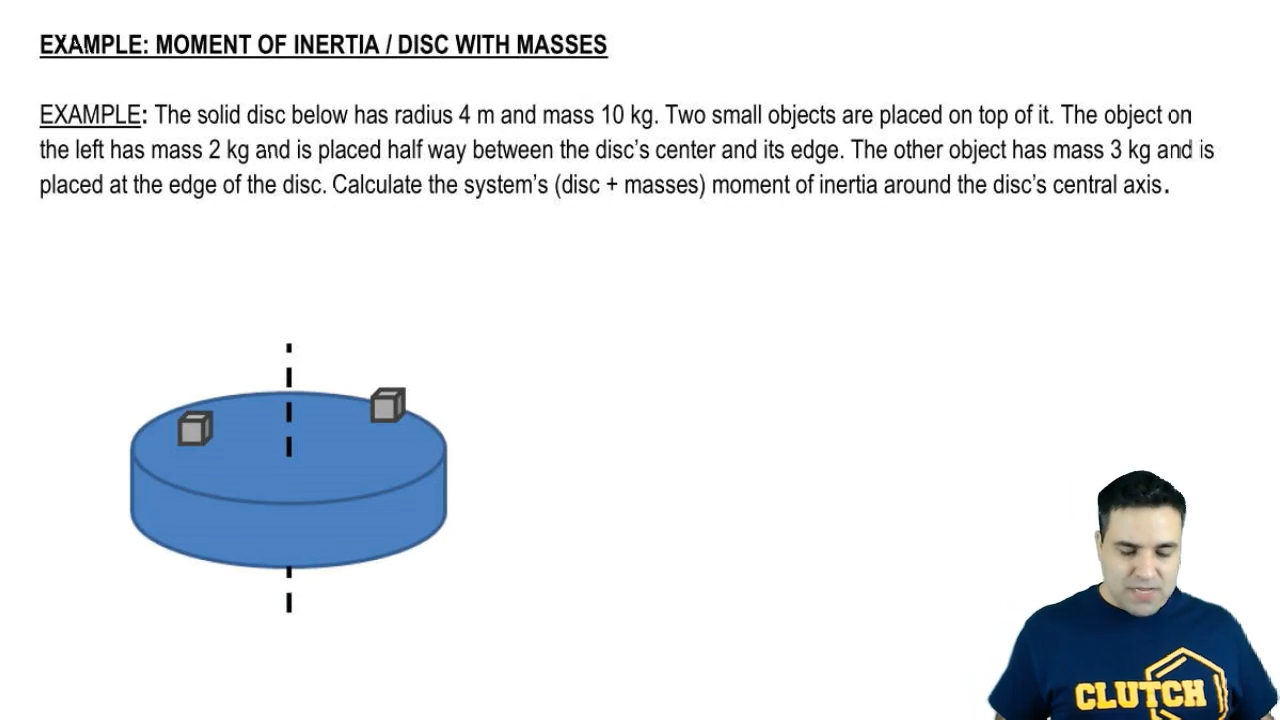 EXAMPLE: MOMENT OF INERTIA / DISC WITH MASSES
EXAMPLE: The solid disc below has radius 4 m and mass 10 kg. Two small objects are placed on top of it. The object on
the left has mass 2 kg and is placed half way between the disc's center and its edge. The other object has mass 3 kg and is
placed at the edge of the disc. Calculate the system's (disc + masses) moment of inertia around the disc's central axis.
CLUTCH